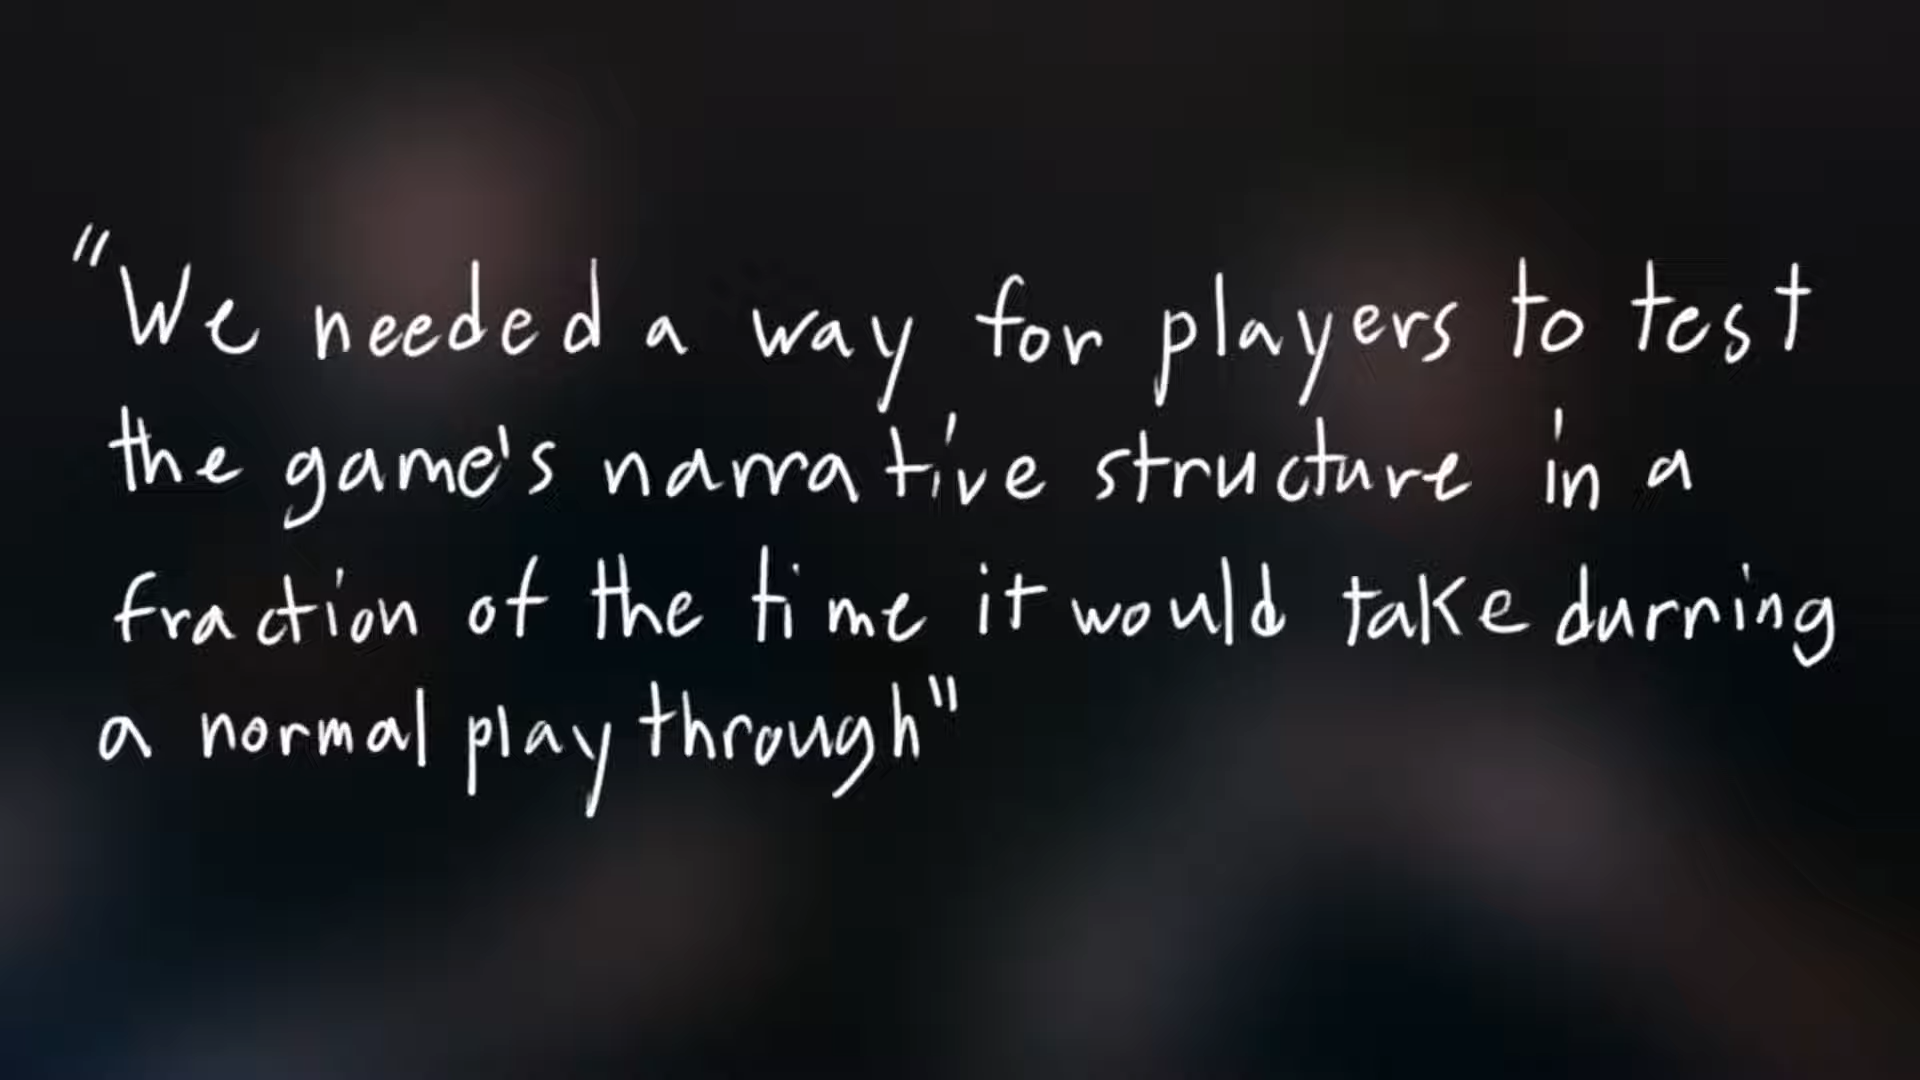 "We needed a way for players to test
the game's narrative structure in a
fraction of the time it would take durring
a normal play through"